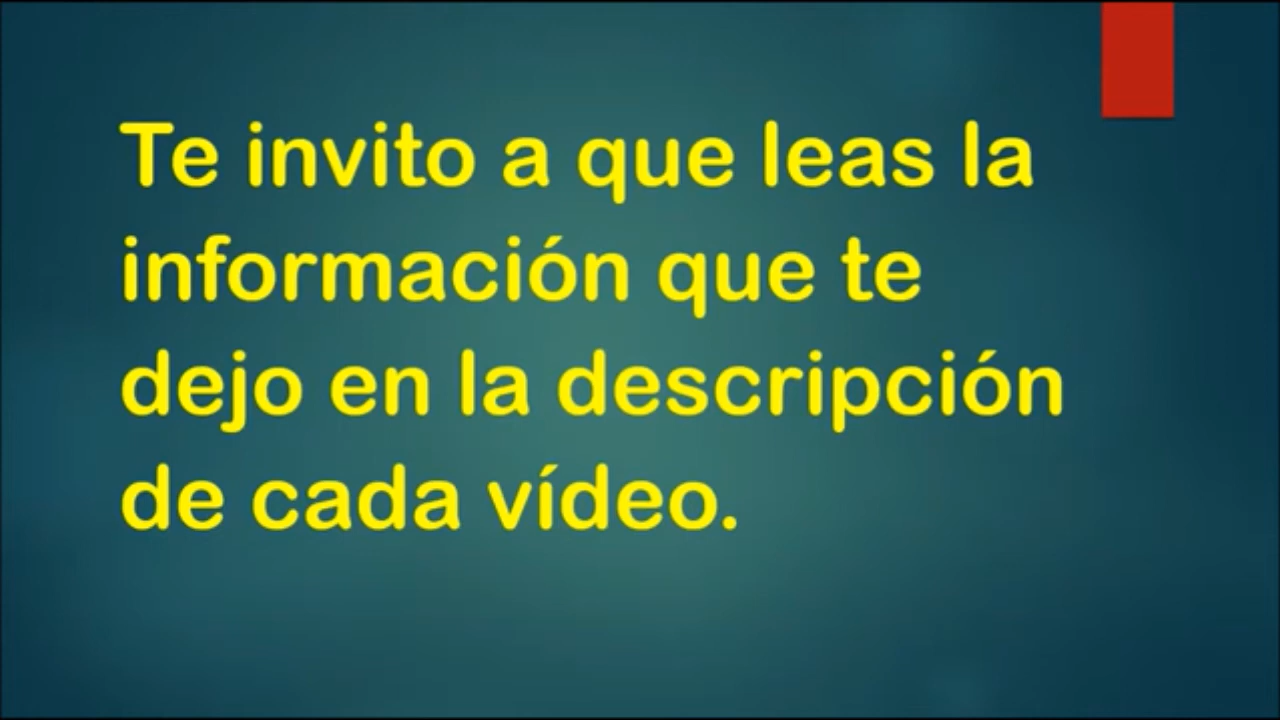 Te invito a que leas la
información que te
dejo en la descripción
de cada vídeo.